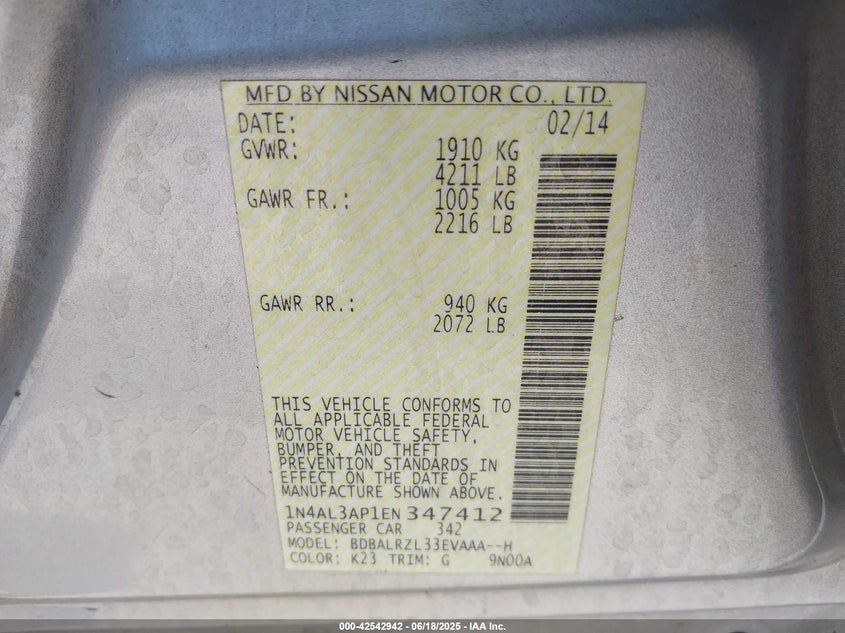 MFD BY NISSAN MOTOR CO., LTD.
DATE: 02/14
GVWR: 1910 KG
4211 LB
GAWR FR.: 1005 KG
2216 LB
GAWR RR.: 940 KG
2072 LB
THIS VEHICLE CONFORMS TO
ALL APPLICABLE FEDERAL
MOTOR VEHICLE SAFETY,
BUMPER, AND THEFT
PREVENTION STANDARDS IN
EFFECT ON THE DATE OF
MANUFACTURE SHOWN ABOVE.
1N4AL3AP1EN 347412
PASSENGER CAR 342
MODEL: BDBALRZL33EVAAA--H
COLOR: K23 TRIM: G 9N00A
000-42542942 - 06/18/2025 - IAA Inc.